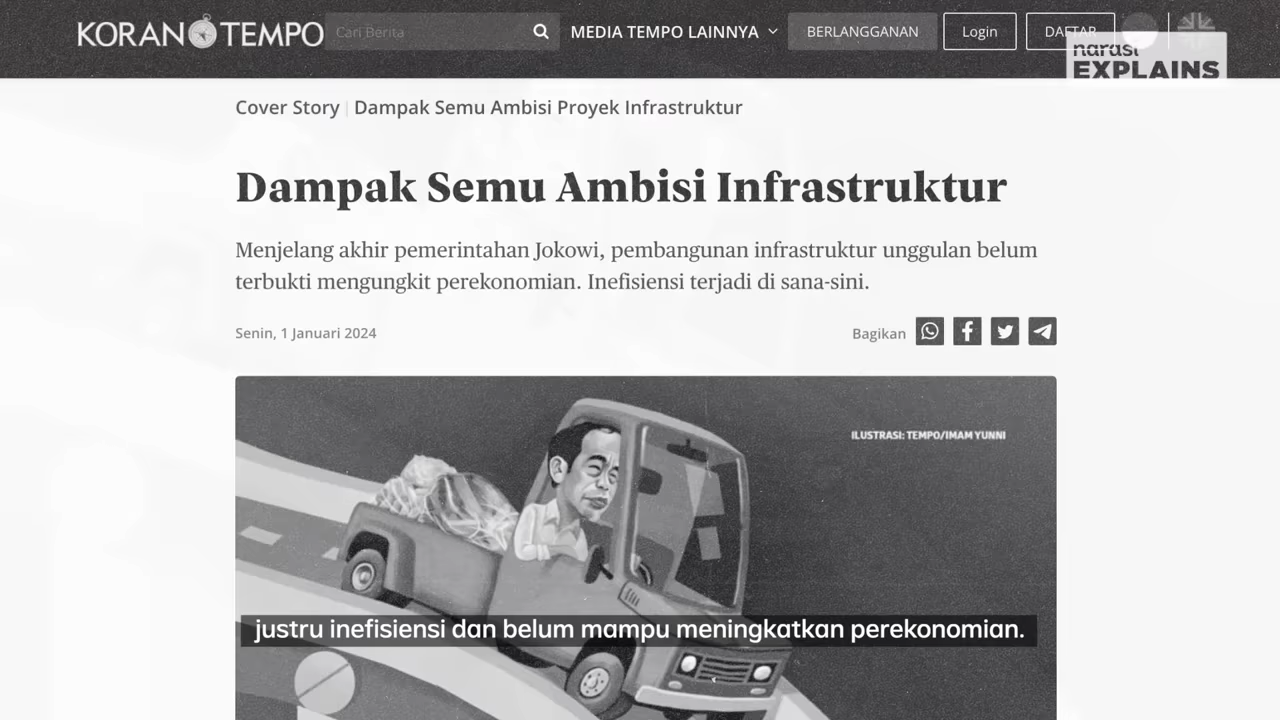 KORAN TEMPO
Cari Berita
MEDIA TEMPO LAINNYA
BERLANGGANAN
Login
DAFTAR
narasi
EXPLAINS
Cover Story | Dampak Semu Ambisi Proyek Infrastruktur
Dampak Semu Ambisi Infrastruktur
Menjelang akhir pemerintahan Jokowi, pembangunan infrastruktur unggulan belum
terbukti mengungkit perekonomian. Inefisiensi terjadi di sana-sini.
Senin, 1 Januari 2024
Bagikan
ILUSTRASI: TEMPO/IMAM YUNNI
justru inefisiensi dan belum mampu meningkatkan perekonomian.